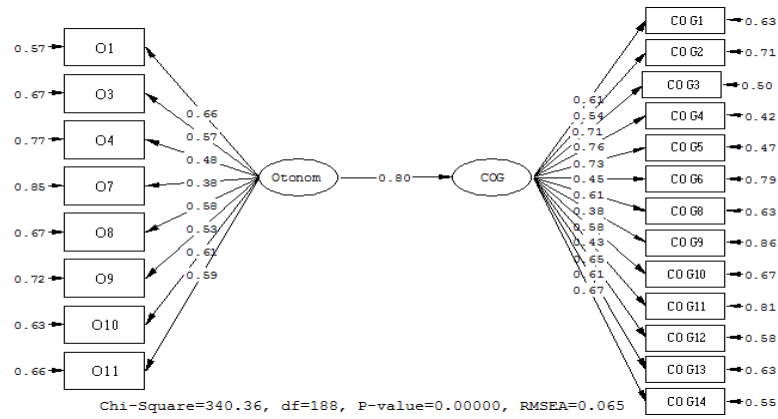 0.57 O1
0.67 O3
0.77 O4
0.85 O7
0.67 O8
0.72 O9
0.63 O10
0.66 O11
0.66
0.57
0.48
0.38
0.58
0.53
0.61
0.59
Otonom
0.80
COG
0.61
0.54
0.71
0.76
0.73
0.45
0.61
0.38
0.58
0.43
0.65
0.61
0.67
COG1 0.63
COG2 0.71
COG3 0.50
COG4 0.42
COG5 0.47
COG6 0.79
COG8 0.63
COG9 0.86
COG10 0.67
COG11 0.81
COG12 0.58
COG13 0.63
COG14 0.55
Chi-Square=340.36, df=188, P-value=0.00000, RMSEA=0.065